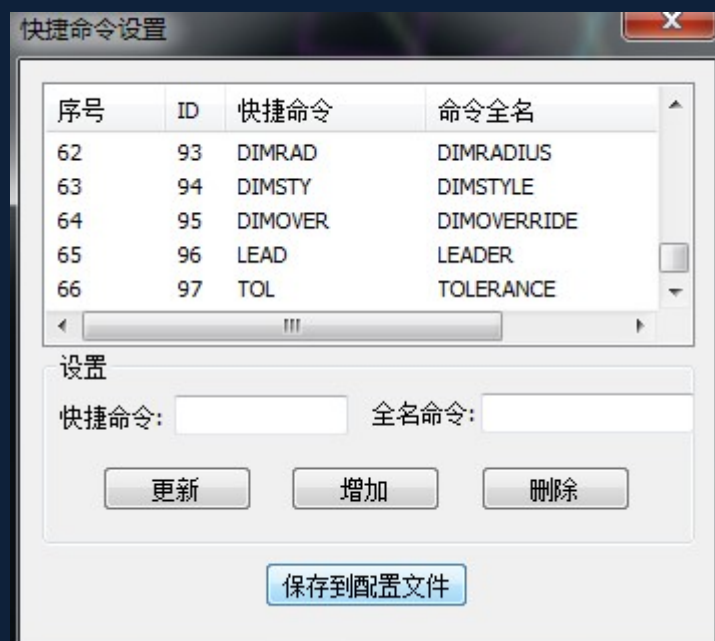 快捷命令设置
序号 ID 快捷命令 命令全名
62 93 DIMRAD DIMRADIUS
63 94 DIMSTY DIMSTYLE
64 95 DIMOVER DIMOVERRIDE
65 96 LEAD LEADER
66 97 TOL TOLERANCE
设置
快捷命令: 全名命令:
更新 增加 删除
保存到配置文件